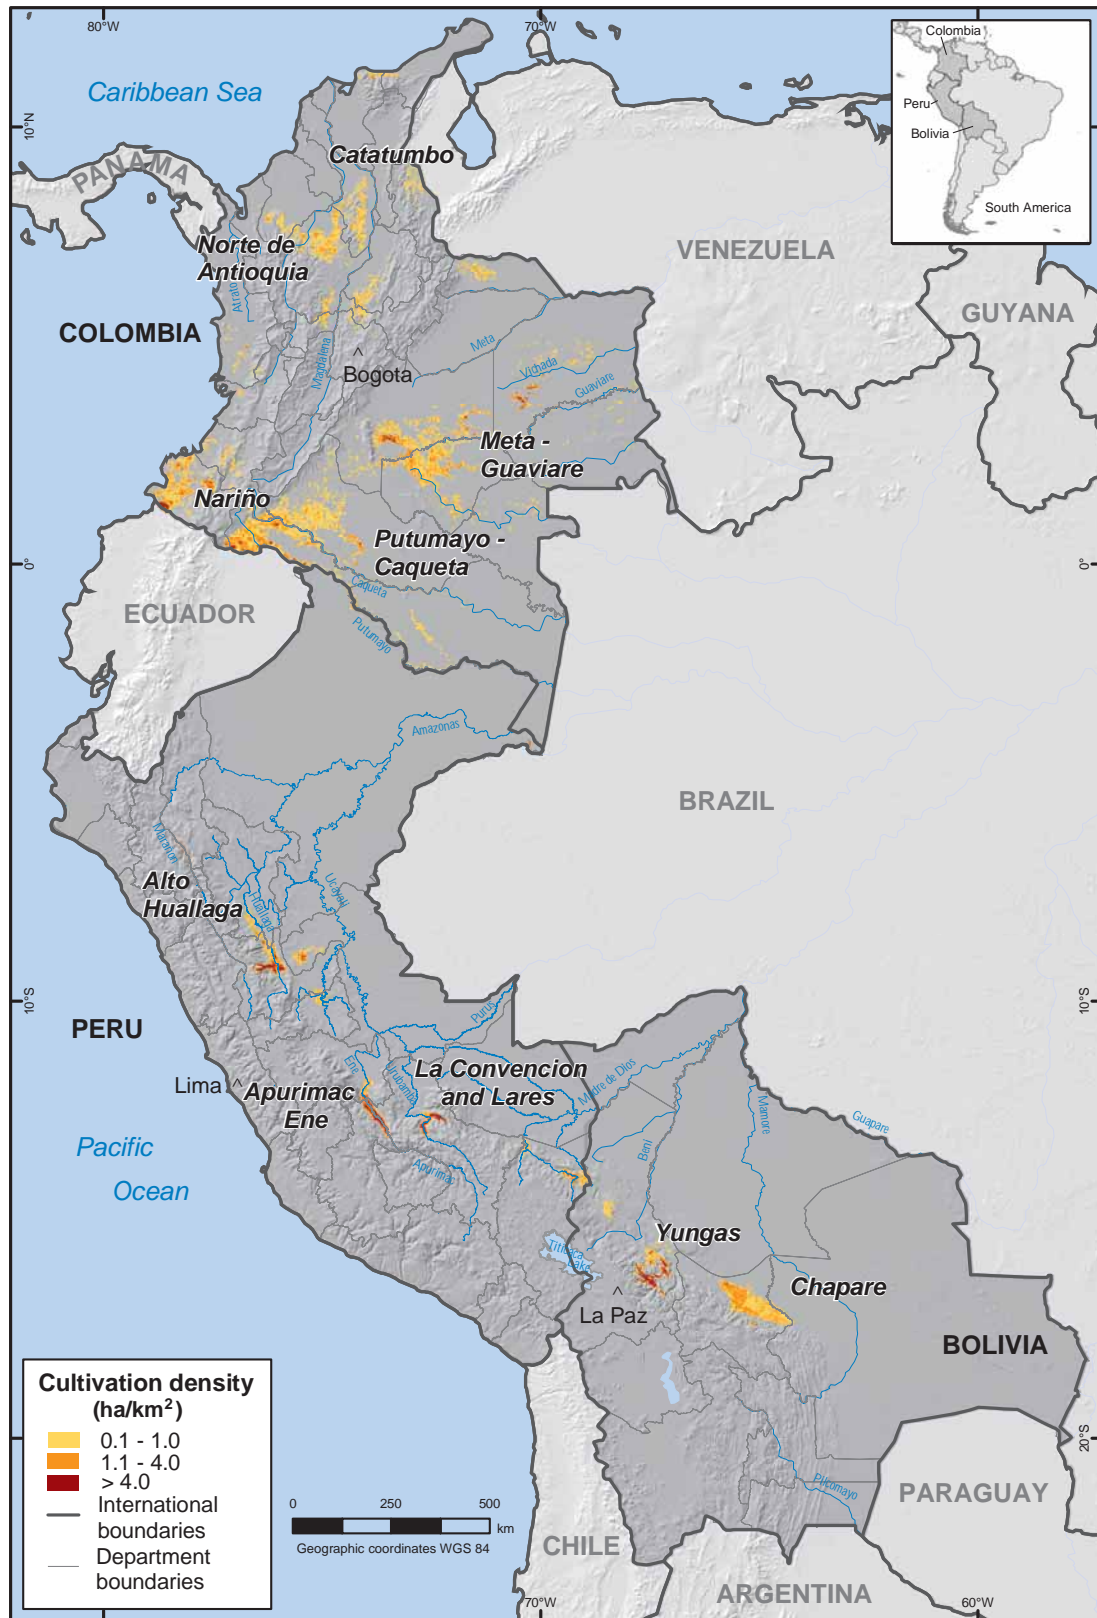 80°W
70°W
Caribbean Sea
10°N
PANAMA
Catatumbo
Norte de
Antioquia
Atrato
COLOMBIA
Magdalena
^
Bogota
Meta
Vichada
Guaviare
VENEZUELA
GUYANA
Colombia
Peru
Bolivia
South America
Meta -
Guaviare
Nariño
Putumayo -
Caqueta
0°
0°
Caqueta
Putumayo
ECUADOR
Amazonas
BRAZIL
Marañon
Alto
Huallaga
Huallaga
Ucayali
10°S
10°S
PERU
Purus
Lima
^
Ene
Urubamba
Apurimac
Ene
La Convencion
and Lares
Madre de Dios
Mamore
Guapare
Beni
Apurimac
Pacific
Ocean
Titicaca
Lake
Yungas
^
La Paz
Chapare
BOLIVIA
Cultivation density
(ha/km²)
0.1 - 1.0
1.1 - 4.0
> 4.0
International
boundaries
Department
boundaries
0
250
500
km
Geographic coordinates WGS 84
20°S
Pilcomayo
PARAGUAY
CHILE
ARGENTINA
70°W
60°W